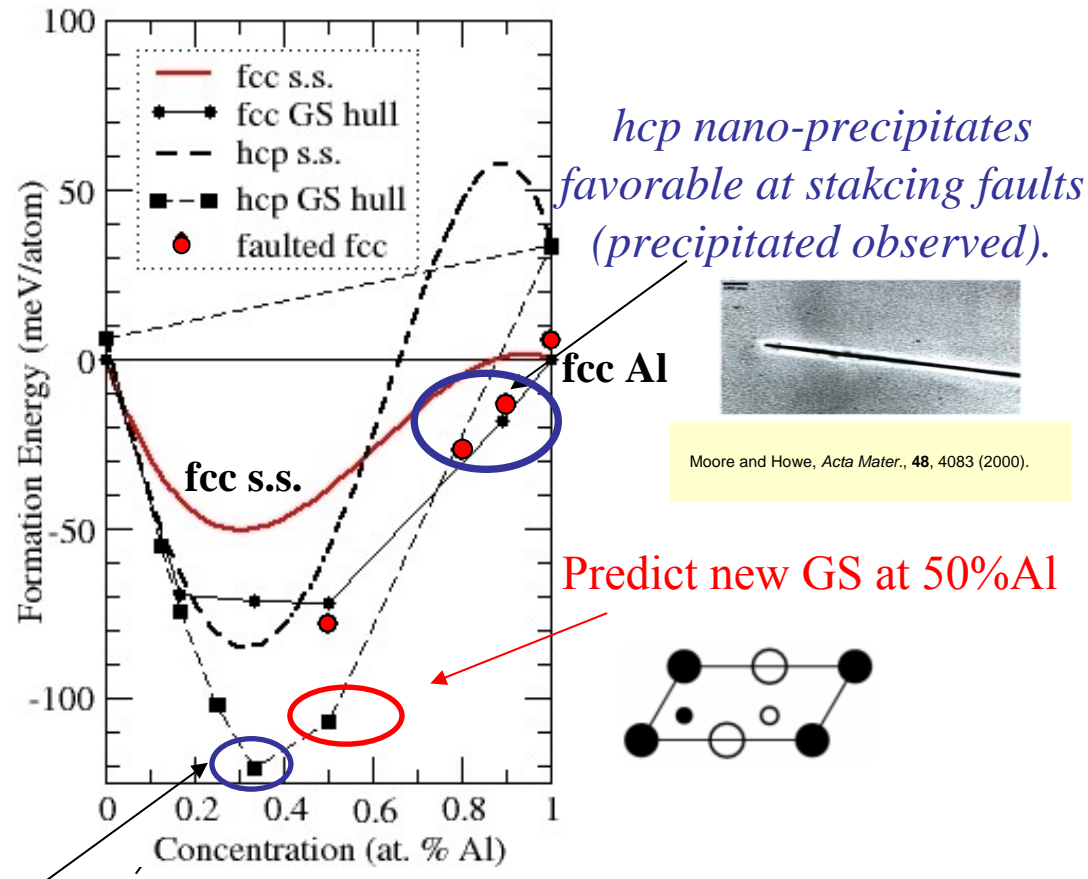 100
50
0
-50
-100
Formation Energy (meV/atom)
fcc s.s.
fcc GS hull
hcp s.s.
hcp GS hull
faulted fcc
fcc s.s.
fcc Al
0
0.2
0.4
0.6
0.8
1
Concentration (at. % Al)
hcp nano-precipitates
favorable at stakcing faults
(precipitated observed).
Moore and Howe, Acta Mater., 48, 4083 (2000).
Predict new GS at 50%Al